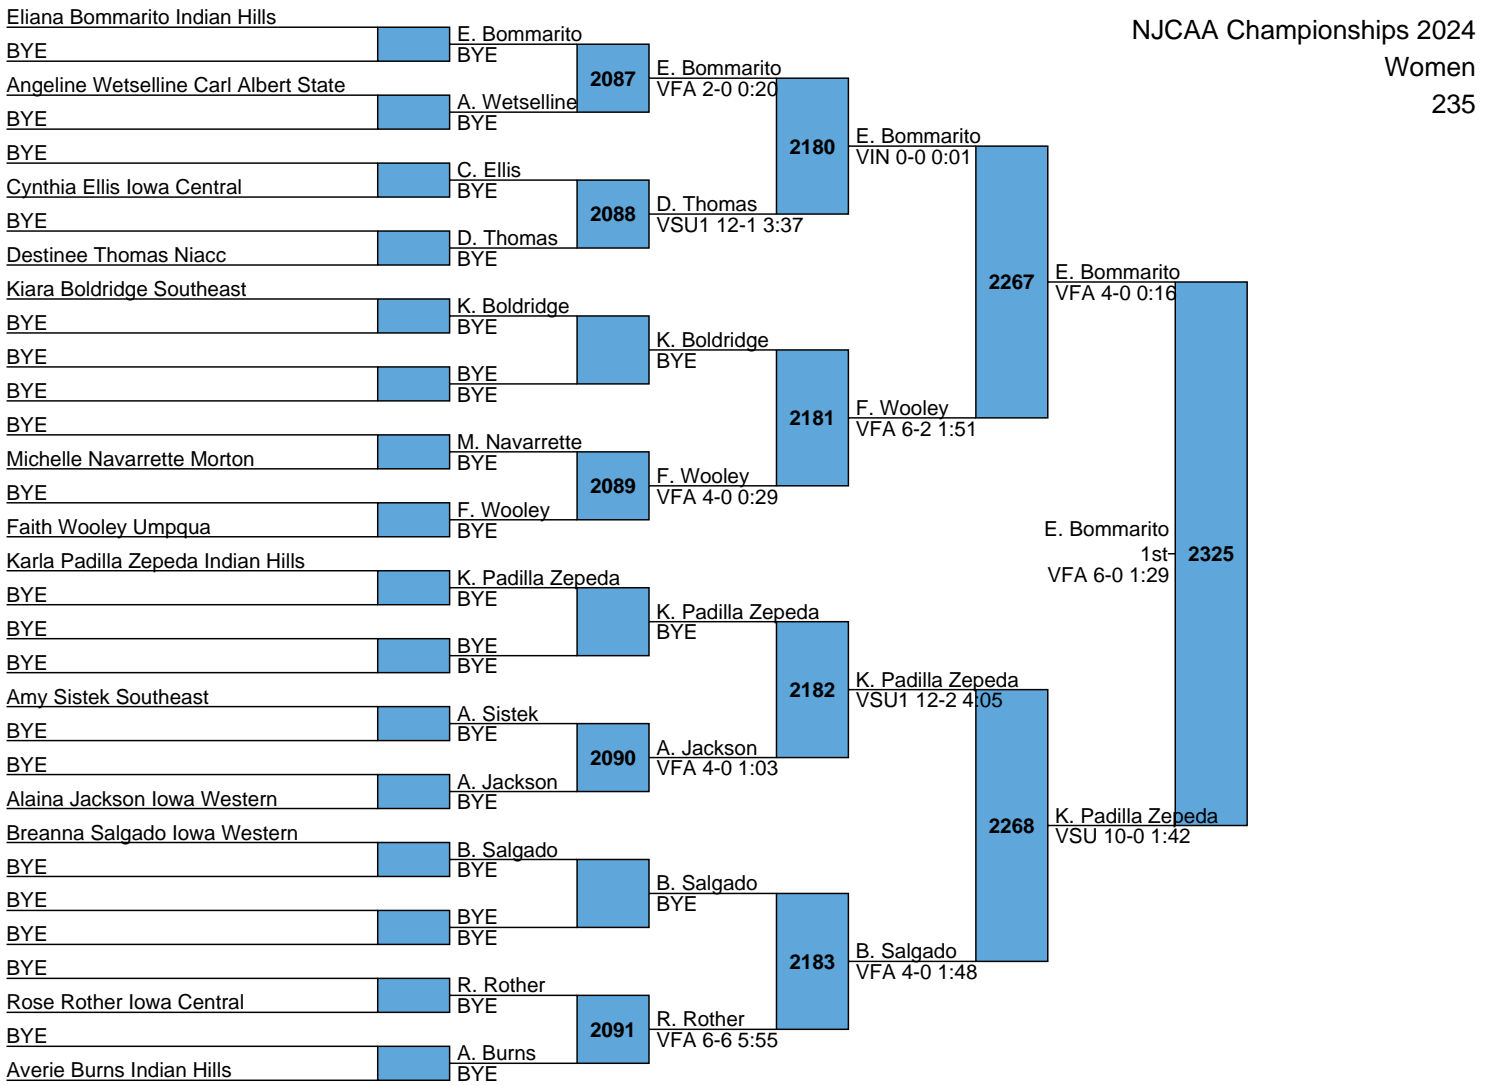 NJCAA Championships 2024
Women
235
Eliana Bommarito Indian Hills
BYE
Angeline Wetselline Carl Albert State
BYE
BYE
Cynthia Ellis Iowa Central
BYE
Destinee Thomas Niacc
Kiara Boldridge Southeast
BYE
BYE
BYE
BYE
Michelle Navarrette Morton
BYE
Faith Wooley Umpqua
Karla Padilla Zepeda Indian Hills
BYE
BYE
BYE
Amy Sistek Southeast
BYE
BYE
Alaina Jackson Iowa Western
Breanna Salgado Iowa Western
BYE
BYE
BYE
BYE
Rose Rother Iowa Central
BYE
Averie Burns Indian Hills
E. Bommarito
BYE
A. Wetselline
BYE
C. Ellis
BYE
D. Thomas
BYE
K. Boldridge
BYE
BYE
BYE
M. Navarrette
BYE
F. Wooley
BYE
K. Padilla Zepeda
BYE
BYE
BYE
A. Sistek
BYE
A. Jackson
BYE
B. Salgado
BYE
BYE
BYE
R. Rother
BYE
A. Burns
BYE
2087
2088
2089
2090
2091
E. Bommarito
VFA 2-0 0:20
D. Thomas
VSU1 12-1 3:37
K. Boldridge
BYE
F. Wooley
VFA 4-0 0:29
K. Padilla Zepeda
BYE
A. Jackson
VFA 4-0 1:03
B. Salgado
BYE
R. Rother
VFA 6-6 5:55
2180
2181
2182
2183
E. Bommarito
VIN 0-0 0:01
F. Wooley
VFA 6-2 1:51
K. Padilla Zepeda
VSU1 12-2 4:05
B. Salgado
VFA 4-0 1:48
2267
2268
E. Bommarito
VFA 4-0 0:16
K. Padilla Zepeda
VSU 10-0 1:42
E. Bommarito
1st
VFA 6-0 1:29
2325